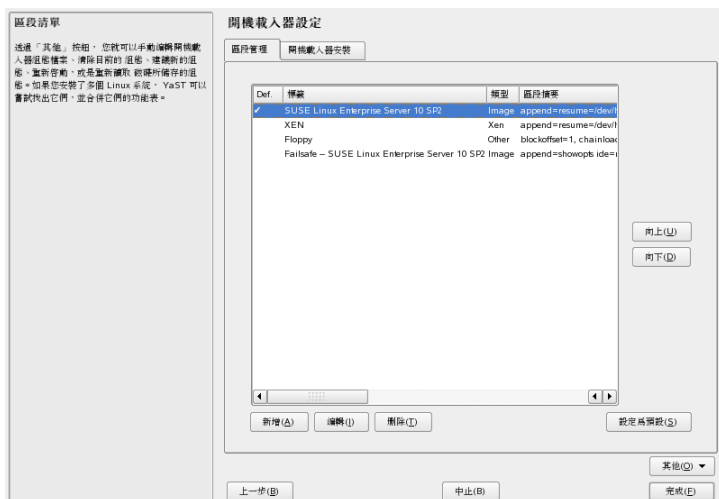 區段清單
透過「其他」按鈕， 您就可以手動編輯開機載
入器組態檔案、清除目前的 組態、建議新的組
態、重新啓動，或是重新讀取 磁碟所儲存的組
態。如果您安裝了多個 Linux 系統， YaST 可以
嘗試找出它們，並合併它們的功能表。
開機載入器設定
區段管理
開機載入器安裝
Def. 標籤 類型 區段摘要
✓ SUSE Linux Enterprise Server 10 SP2 Image append=resume=/dev/h
XEN Xen append=resume=/dev/h
Floppy Other blockoffset=1, chainload
Failsafe -- SUSE Linux Enterprise Server 10 SP2 Image append=showopts ide=n
向上(U)
向下(D)
新增(A) 編輯(I) 刪除(T) 設定爲預設(S)
其他(O)
上一步(B) 中止(B) 完成(F)